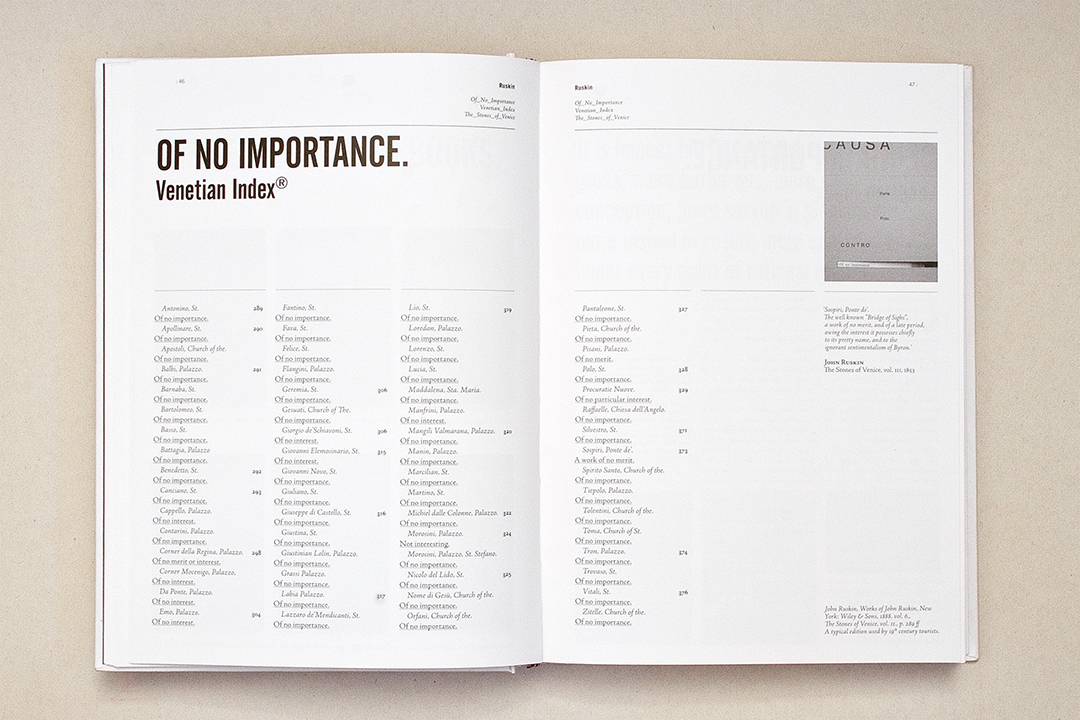 : 46
Ruskin
Of_No_Importance
Venetian_Index
The_Stones_of_Venice
OF NO IMPORTANCE.
Venetian Index®
Antonino, St. 289
Of no importance.
Apollinare, St. 290
Of no importance.
Apostoli, Church of the.
Of no importance.
Balbi, Palazzo. 291
Of no importance.
Barnaba, St.
Of no importance.
Bartolomeo, St.
Of no importance.
Basso, St.
Of no importance.
Battagia, Palazzo
Of no importance.
Benedetto, St. 292
Of no importance.
Canciano, St. 293
Of no importance.
Cappello, Palazzo.
Of no interest.
Contarini, Palazzo.
Of no importance.
Corner della Regina, Palazzo. 298
Of no merit or interest.
Corner Mocenigo, Palazzo.
Of no interest.
Da Ponte, Palazzo.
Of no interest.
Emo, Palazzo. 304
Of no interest.
Fantino, St.
Of no importance.
Fava, St.
Of no importance.
Felice, St.
Of no importance.
Flangini, Palazzo.
Of no importance.
Geremia, St. 306
Of no importance.
Gesuati, Church of The.
Of no importance.
Giorgio de'Schiavoni, St. 306
Of no interest.
Giovanni Elemosinario, St. 315
Of no interest.
Giovanni Novo, St.
Of no importance.
Giuliano, St.
Of no importance.
Giuseppe di Castello, St. 316
Of no importance.
Giustina, St.
Of no importance.
Giustinian Lolin, Palazzo.
Of no importance.
Grassi Palazzo.
Of no importance.
Labia Palazzo. 317
Of no importance.
Lazzaro de'Mendicanti, St.
Of no importance.
Lio, St. 319
Of no importance.
Loredan, Palazzo.
Of no importance.
Lorenzo, St.
Of no importance.
Lucia, St.
Of no importance.
Maddalena, Sta. Maria.
Of no importance.
Manfrini, Palazzo.
Of no interest.
Mangili Valmarana, Palazzo. 320
Of no importance.
Manin, Palazzo.
Of no importance.
Marcilian, St.
Of no importance.
Martino, St.
Of no importance.
Michiel dalle Colonne, Palazzo. 322
Of no importance.
Morosini, Palazzo. 324
Not interesting.
Morosini, Palazzo, St. Stefano.
Of no importance.
Nicolo del Lido, St. 325
Of no importance.
Nome di Gesù, Church of the.
Of no importance.
Orfani, Church of the.
Of no importance.
47 :
Ruskin
Of_No_Importance
Venetian_Index
The_Stones_of_Venice
Pantaleone, St. 327
Of no importance.
Pieta, Church of the.
Of no importance.
Pisani, Palazzo.
Of no merit.
Polo, St. 328
Of no importance.
Procuratie Nuove. 329
Of no particular interest.
Raffaelle, Chiesa dell'Angelo.
Of no importance.
Silvestro, St. 371
Of no importance.
Sospiri, Ponte de'. 373
A work of no merit.
Spirito Santo, Church of the.
Of no importance.
Tiepolo, Palazzo.
Of no importance.
Tolentini, Church of the.
Of no importance.
Toma, Church of St.
Of no importance.
Tron, Palazzo. 374
Of no importance.
Trovaso, St.
Of no importance.
Vitali, St. 376
Of no importance.
Zitelle, Church of the.
Of no importance.
CAUSA
CONTRO
Of no importance
'Sospiri, Ponte de'.
The well known "Bridge of Sighs",
a work of no merit, and of a late period,
owing the interest it possesses chiefly
to its pretty name, and to the
ignorant sentimentalism of Byron.'
John Ruskin
The Stones of Venice, vol. III, 1853
John Ruskin, Works of John Ruskin, New
York: Wiley & Sons, 1888. vol. 6.,
The Stones of Venice, vol. II., p. 289 ff
A typical edition used by 19th century tourists.